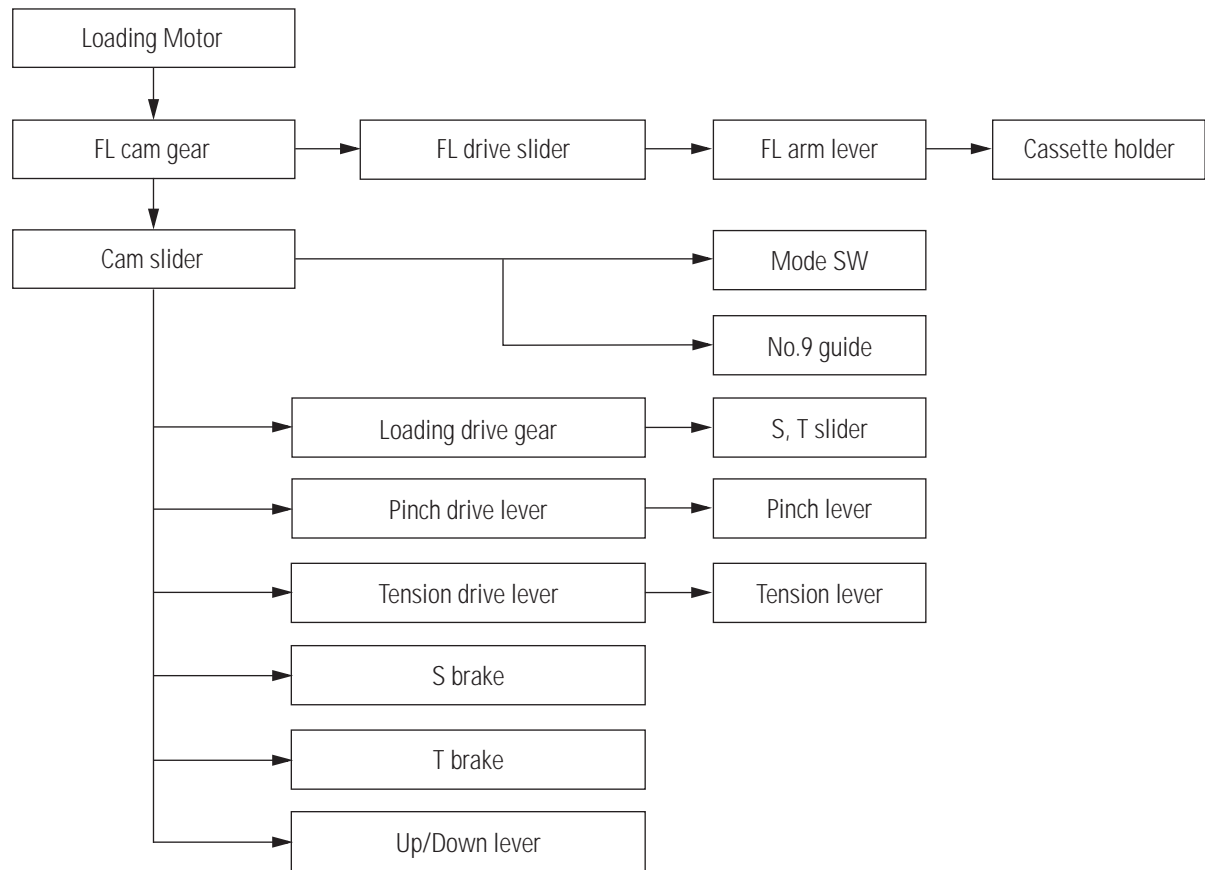 Loading Motor
FL cam gear
FL drive slider
FL arm lever
Cassette holder
Cam slider
Mode SW
No.9 guide
Loading drive gear
S, T slider
Pinch drive lever
Pinch lever
Tension drive lever
Tension lever
S brake
T brake
Up/Down lever